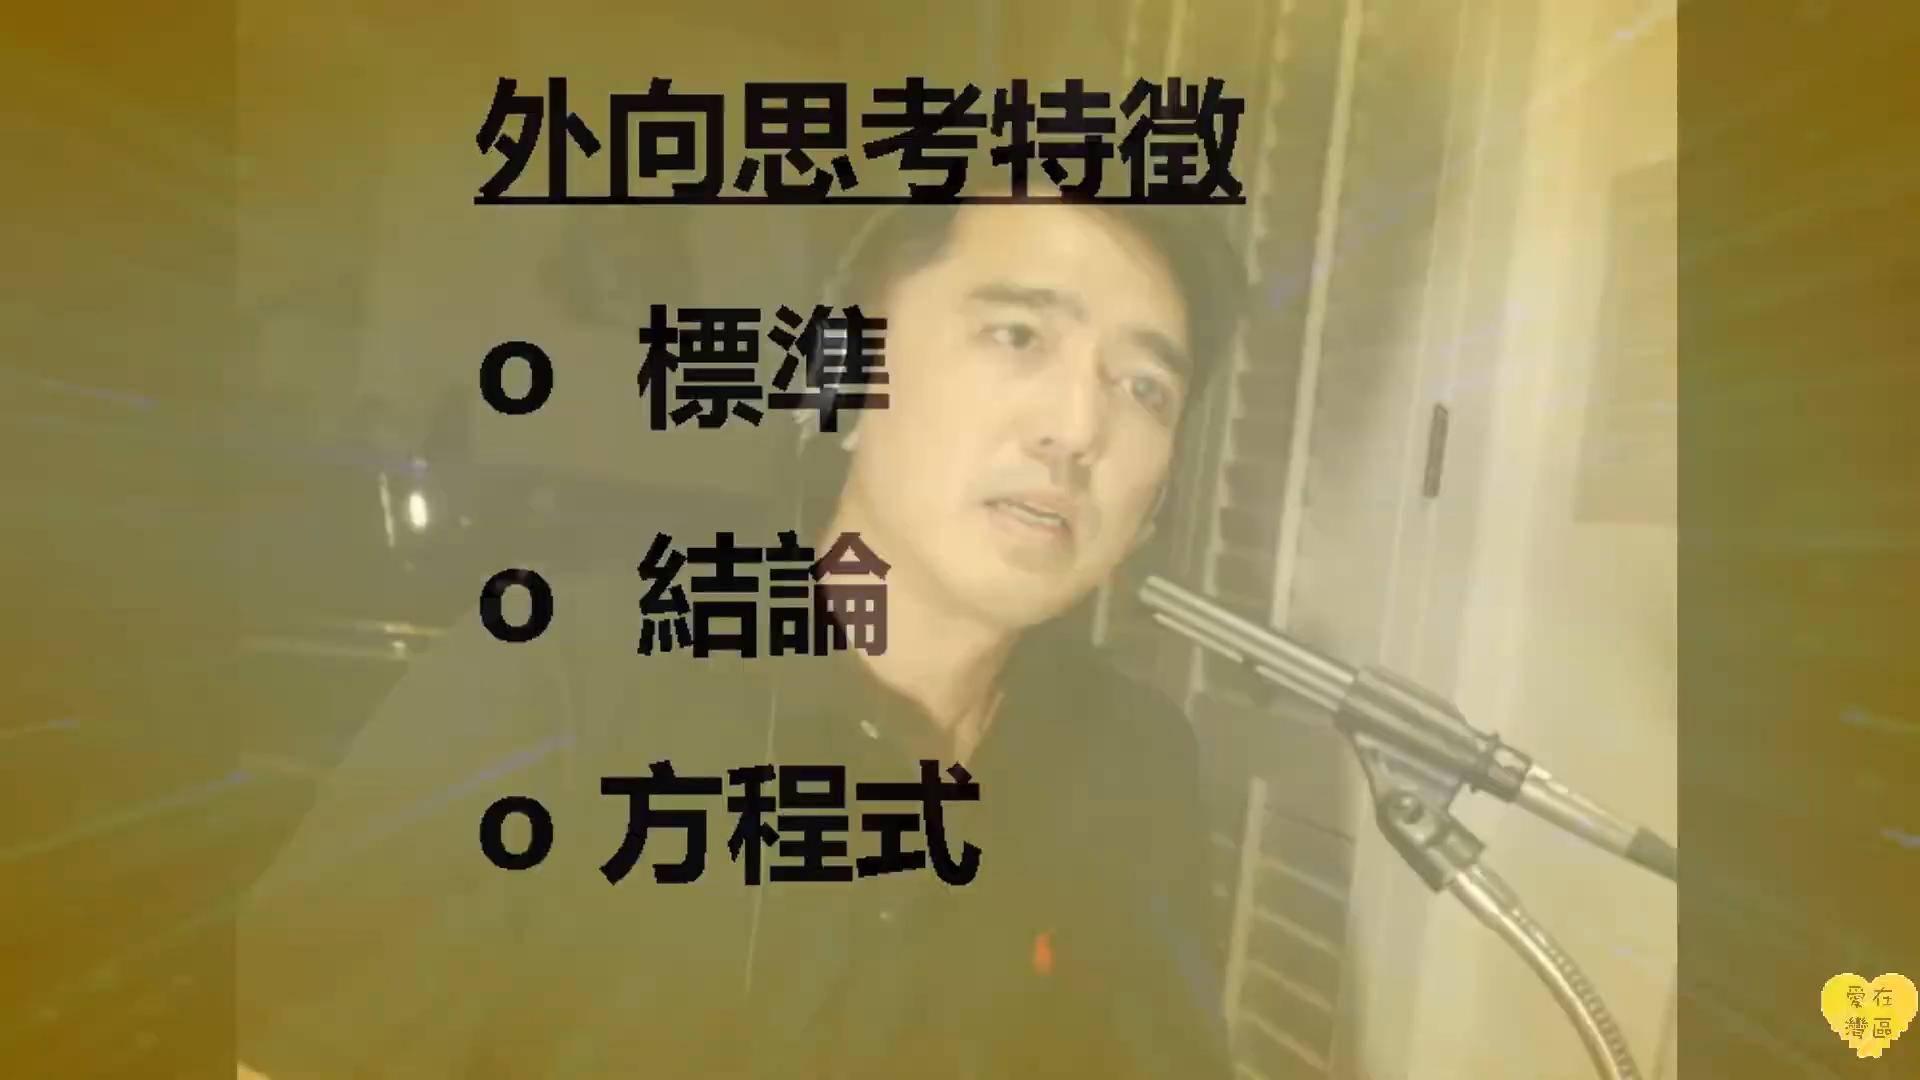 外向思考特徵
o 標準
o 結論
o 方程式
愛在
灣區